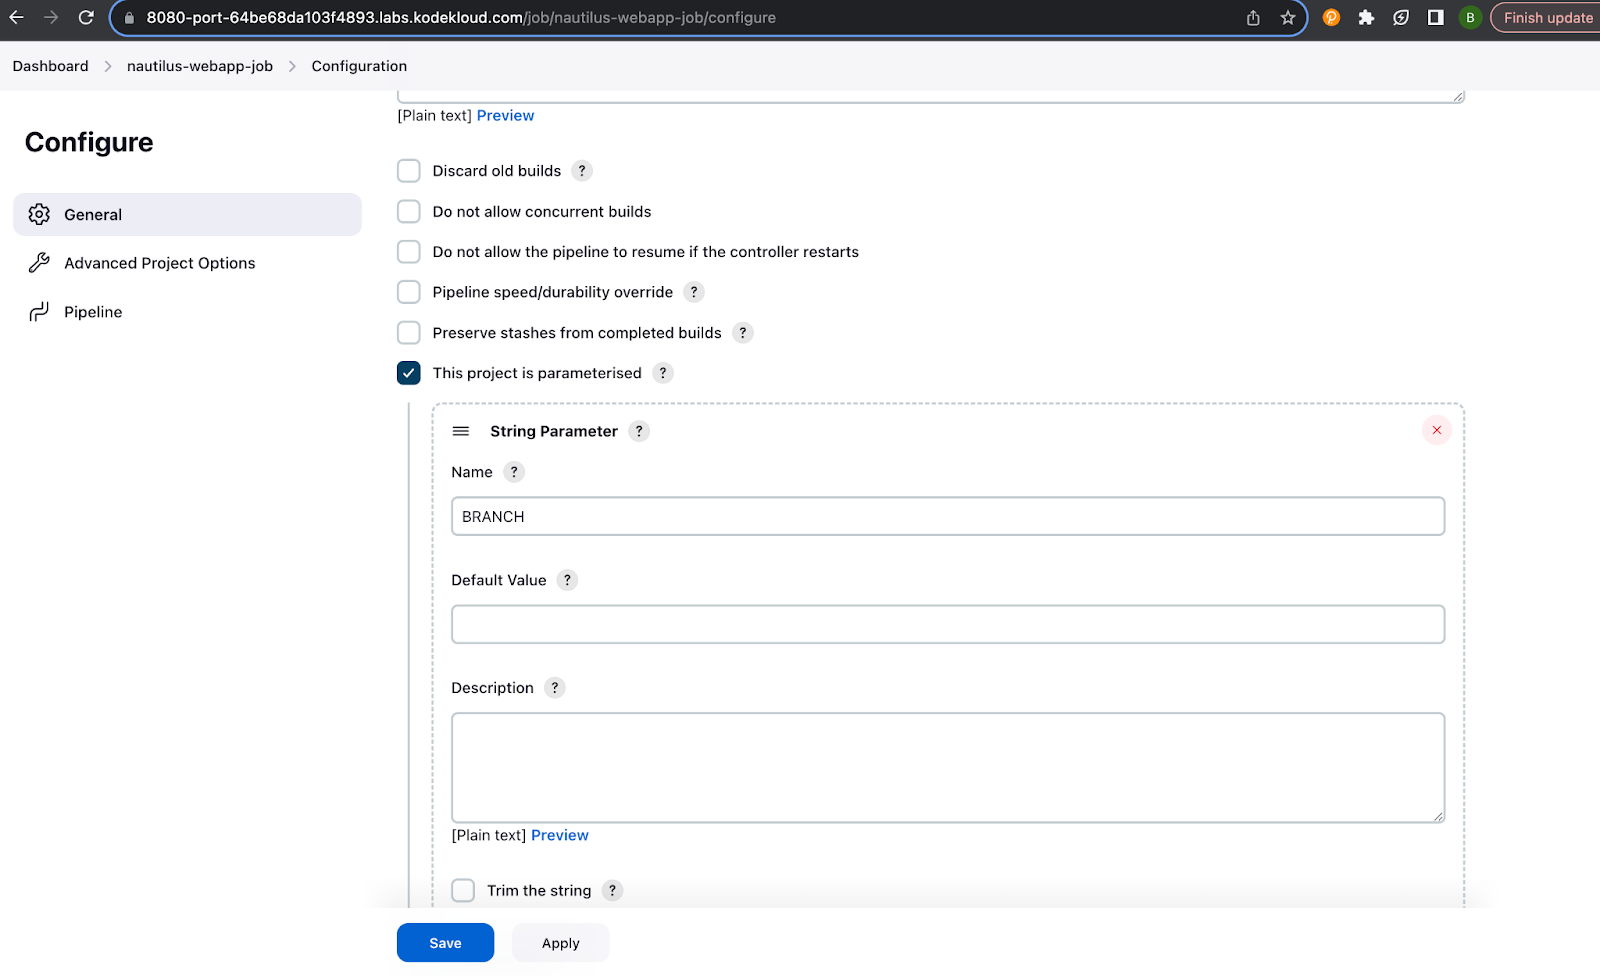 8080-port-64be68da103f4893.labs.kodekloud.com/job/nautilus-webapp-job/configure
B
Finish update
Dashboard > nautilus-webapp-job > Configuration
[Plain text] Preview
Configure
General
Advanced Project Options
Pipeline
Discard old builds ?
Do not allow concurrent builds
Do not allow the pipeline to resume if the controller restarts
Pipeline speed/durability override ?
Preserve stashes from completed builds ?
This project is parameterised ?
String Parameter ?
Name ?
BRANCH
Default Value ?
Description ?
[Plain text] Preview
Trim the string ?
Save
Apply